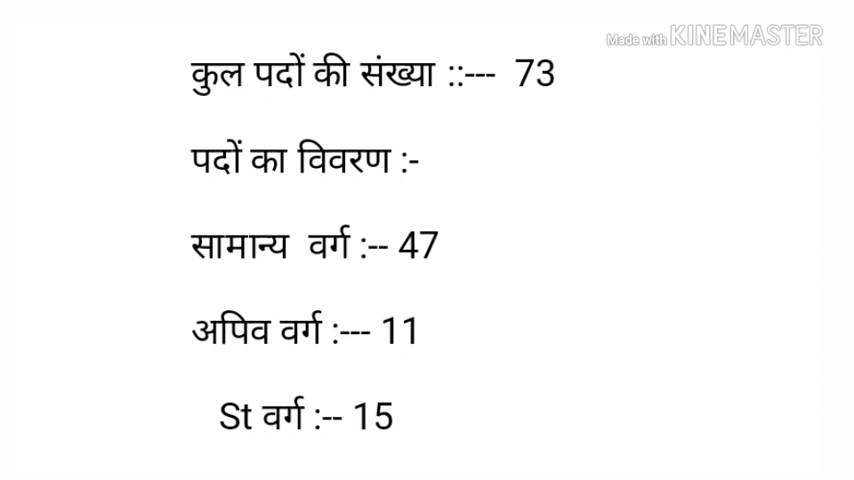 Made with KINEMASTER
कुल पदों की संख्या ::--- 73
पदों का विवरण :-
सामान्य वर्ग :-- 47
अपिव वर्ग :--- 11
St वर्ग :-- 15